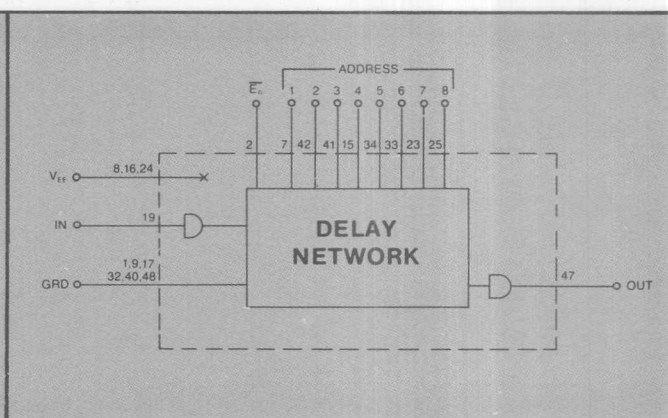 ADDRESS
E̅ₙ 1 2 3 4 5 6 7 8
2 7 42 41 15 34 33 23 25
V_EE 8,16,24
IN 19
DELAY
NETWORK
1,9,17
GRD 32,40,48
47 OUT